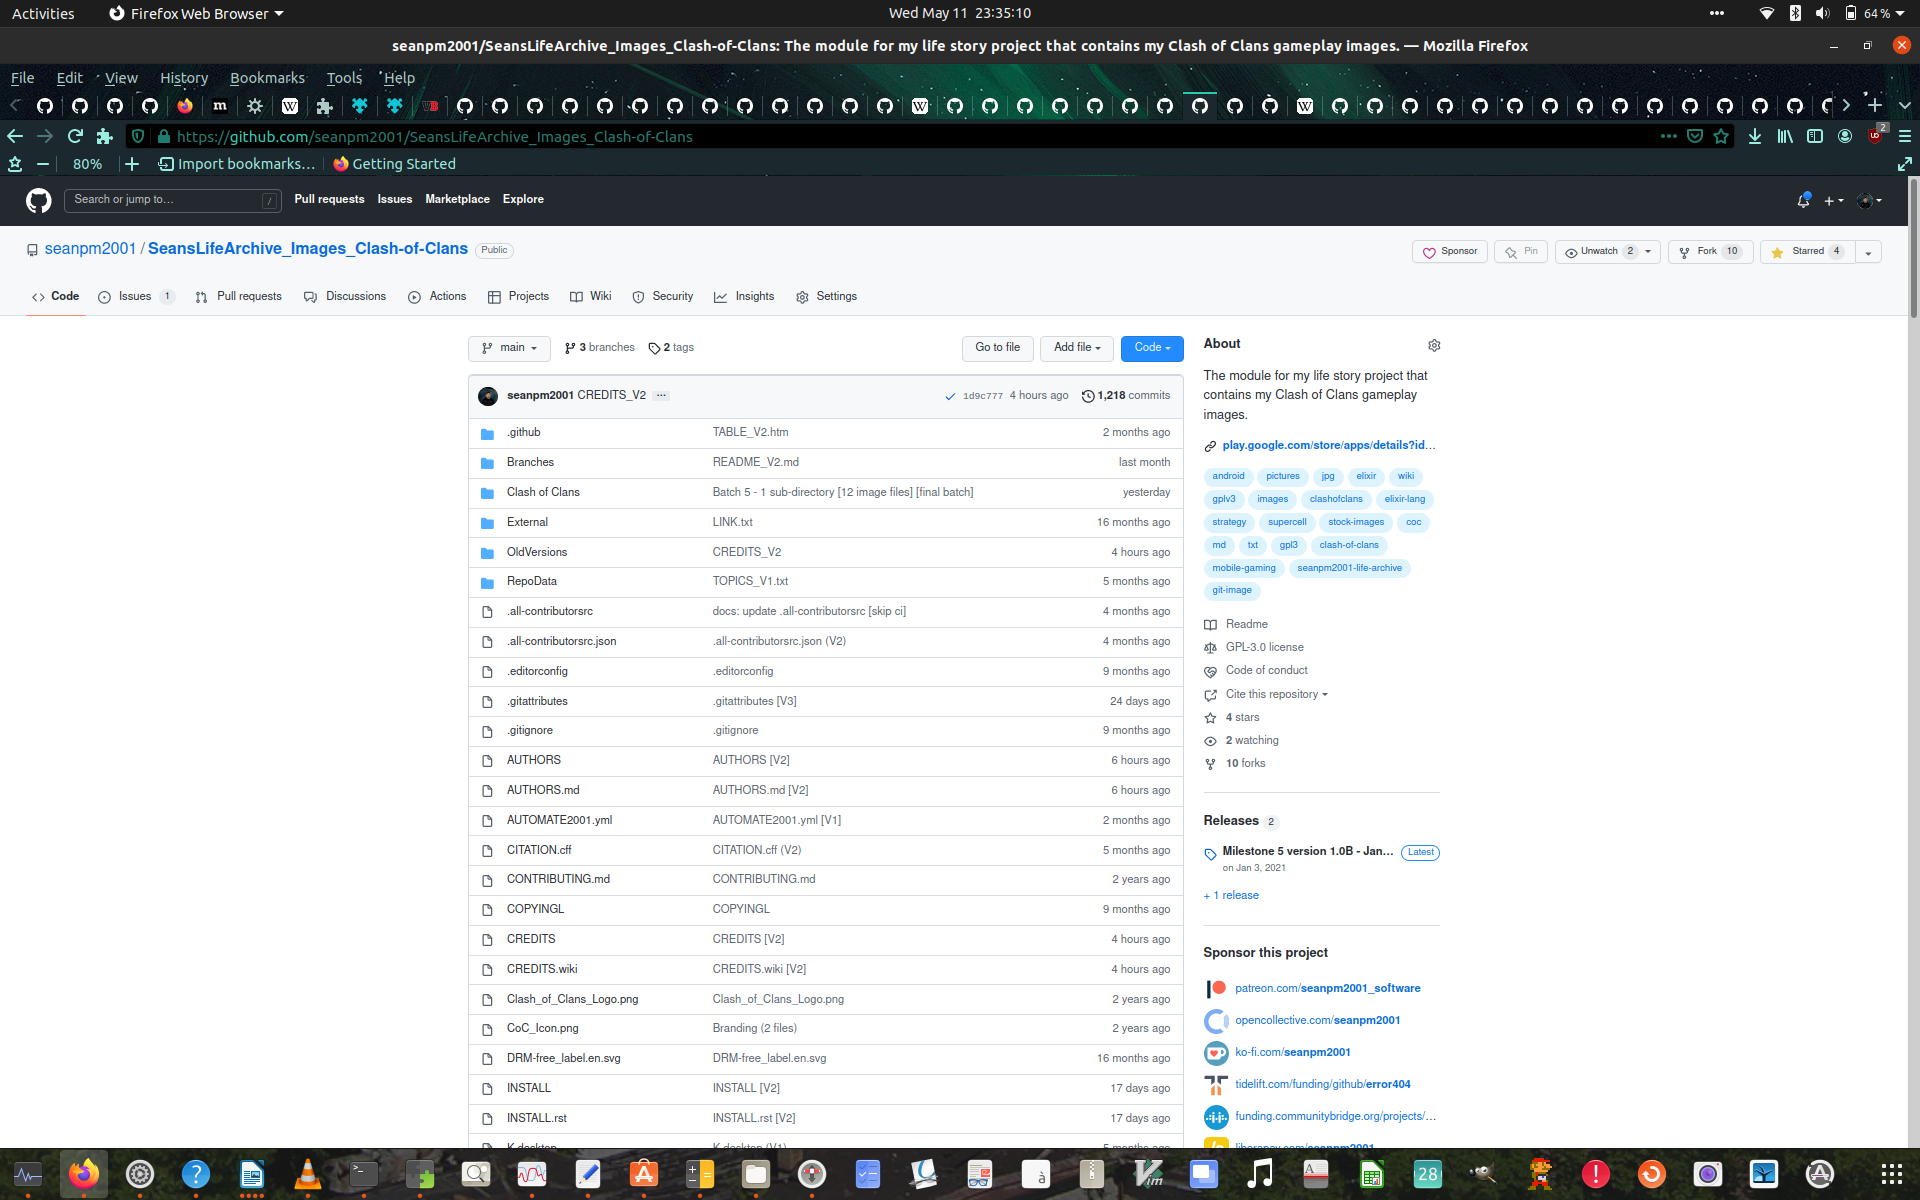 Activities Firefox Web Browser Wed May 11 23:35:10 64 %
seanpm2001/SeansLifeArchive_Images_Clash-of-Clans: The module for my life story project that contains my Clash of Clans gameplay images. — Mozilla Firefox
File Edit View History Bookmarks Tools Help
https://github.com/seanpm2001/SeansLifeArchive_Images_Clash-of-Clans 2
80% Import bookmarks... Getting Started
Search or jump to... / Pull requests Issues Marketplace Explore
seanpm2001 / SeansLifeArchive_Images_Clash-of-Clans Public Sponsor Pin Unwatch 2 Fork 10 Starred 4
Code Issues 1 Pull requests Discussions Actions Projects Wiki Security Insights Settings
main 3 branches 2 tags Go to file Add file Code
seanpm2001 CREDITS_V2 ... 1d9c777 4 hours ago 1,218 commits
.github TABLE_V2.htm 2 months ago
Branches README_V2.md last month
Clash of Clans Batch 5 - 1 sub-directory [12 image files] [final batch] yesterday
External LINK.txt 16 months ago
OldVersions CREDITS_V2 4 hours ago
RepoData TOPICS_V1.txt 5 months ago
.all-contributorsrc docs: update .all-contributorsrc [skip ci] 4 months ago
.all-contributorsrc.json .all-contributorsrc.json (V2) 4 months ago
.editorconfig .editorconfig 9 months ago
.gitattributes .gitattributes [V3] 24 days ago
.gitignore .gitignore 9 months ago
AUTHORS AUTHORS [V2] 6 hours ago
AUTHORS.md AUTHORS.md [V2] 6 hours ago
AUTOMATE2001.yml AUTOMATE2001.yml [V1] 2 months ago
CITATION.cff CITATION.cff (V2) 5 months ago
CONTRIBUTING.md CONTRIBUTING.md 2 years ago
COPYINGL COPYINGL 9 months ago
CREDITS CREDITS [V2] 4 hours ago
CREDITS.wiki CREDITS.wiki [V2] 4 hours ago
Clash_of_Clans_Logo.png Clash_of_Clans_Logo.png 2 years ago
CoC_Icon.png Branding (2 files) 2 years ago
DRM-free_label.en.svg DRM-free_label.en.svg 16 months ago
INSTALL INSTALL [V2] 17 days ago
INSTALL.rst INSTALL.rst [V2] 17 days ago
About
The module for my life story project that
contains my Clash of Clans gameplay
images.
play.google.com/store/apps/details?id...
android pictures jpg elixir wiki
gplv3 images clashofclans elixir-lang
strategy supercell stock-images coc
md txt gpl3 clash-of-clans
mobile-gaming seanpm2001-life-archive
git-image
Readme
GPL-3.0 license
Code of conduct
Cite this repository
4 stars
2 watching
10 forks
Releases 2
Milestone 5 version 1.0B - Jan... Latest
on Jan 3, 2021
+ 1 release
Sponsor this project
patreon.com/seanpm2001_software
opencollective.com/seanpm2001
ko-fi.com/seanpm2001
tidelift.com/funding/github/error404
funding.communitybridge.org/projects/...
28